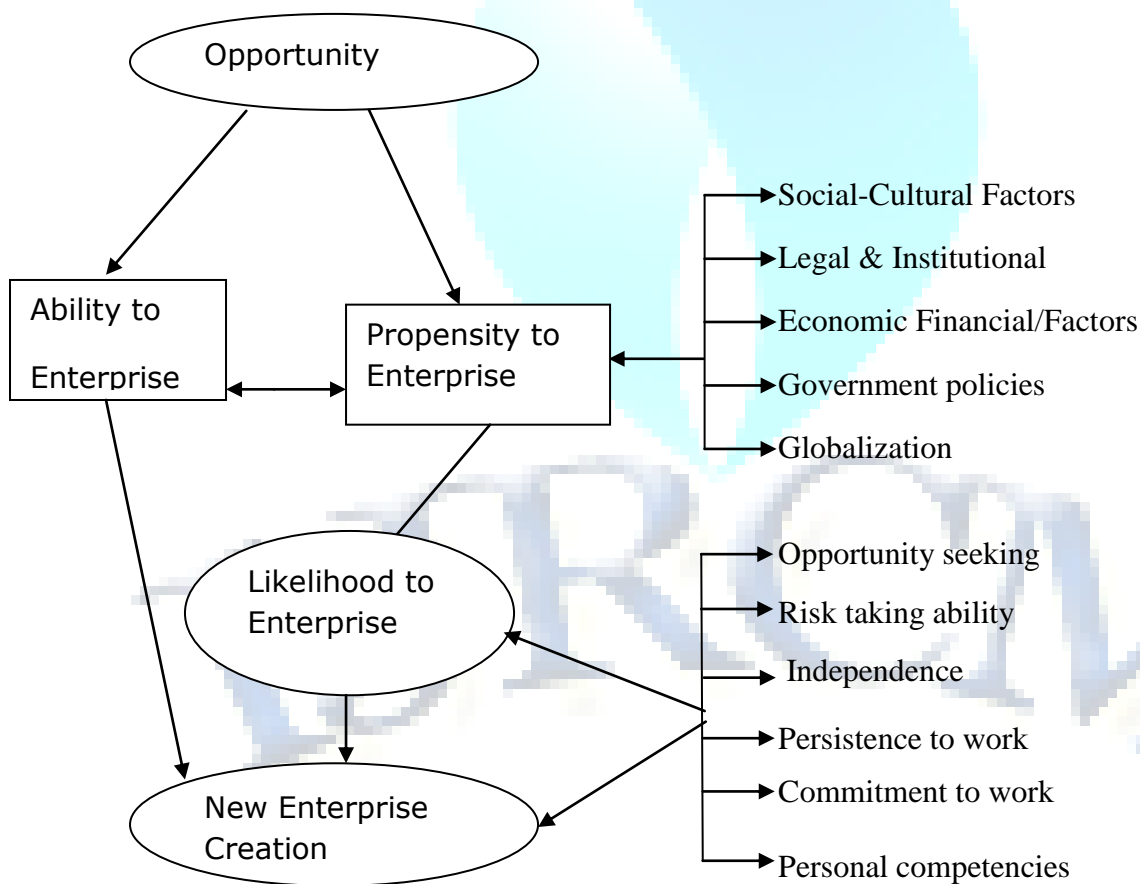 Opportunity
Social-Cultural Factors
Legal & Institutional
Ability to
Enterprise
Propensity to
Enterprise
Economic Financial/Factors
Government policies
Globalization
Likelihood to
Enterprise
Opportunity seeking
Risk taking ability
Independence
Persistence to work
Commitment to work
New Enterprise
Creation
Personal competencies
IJRCM